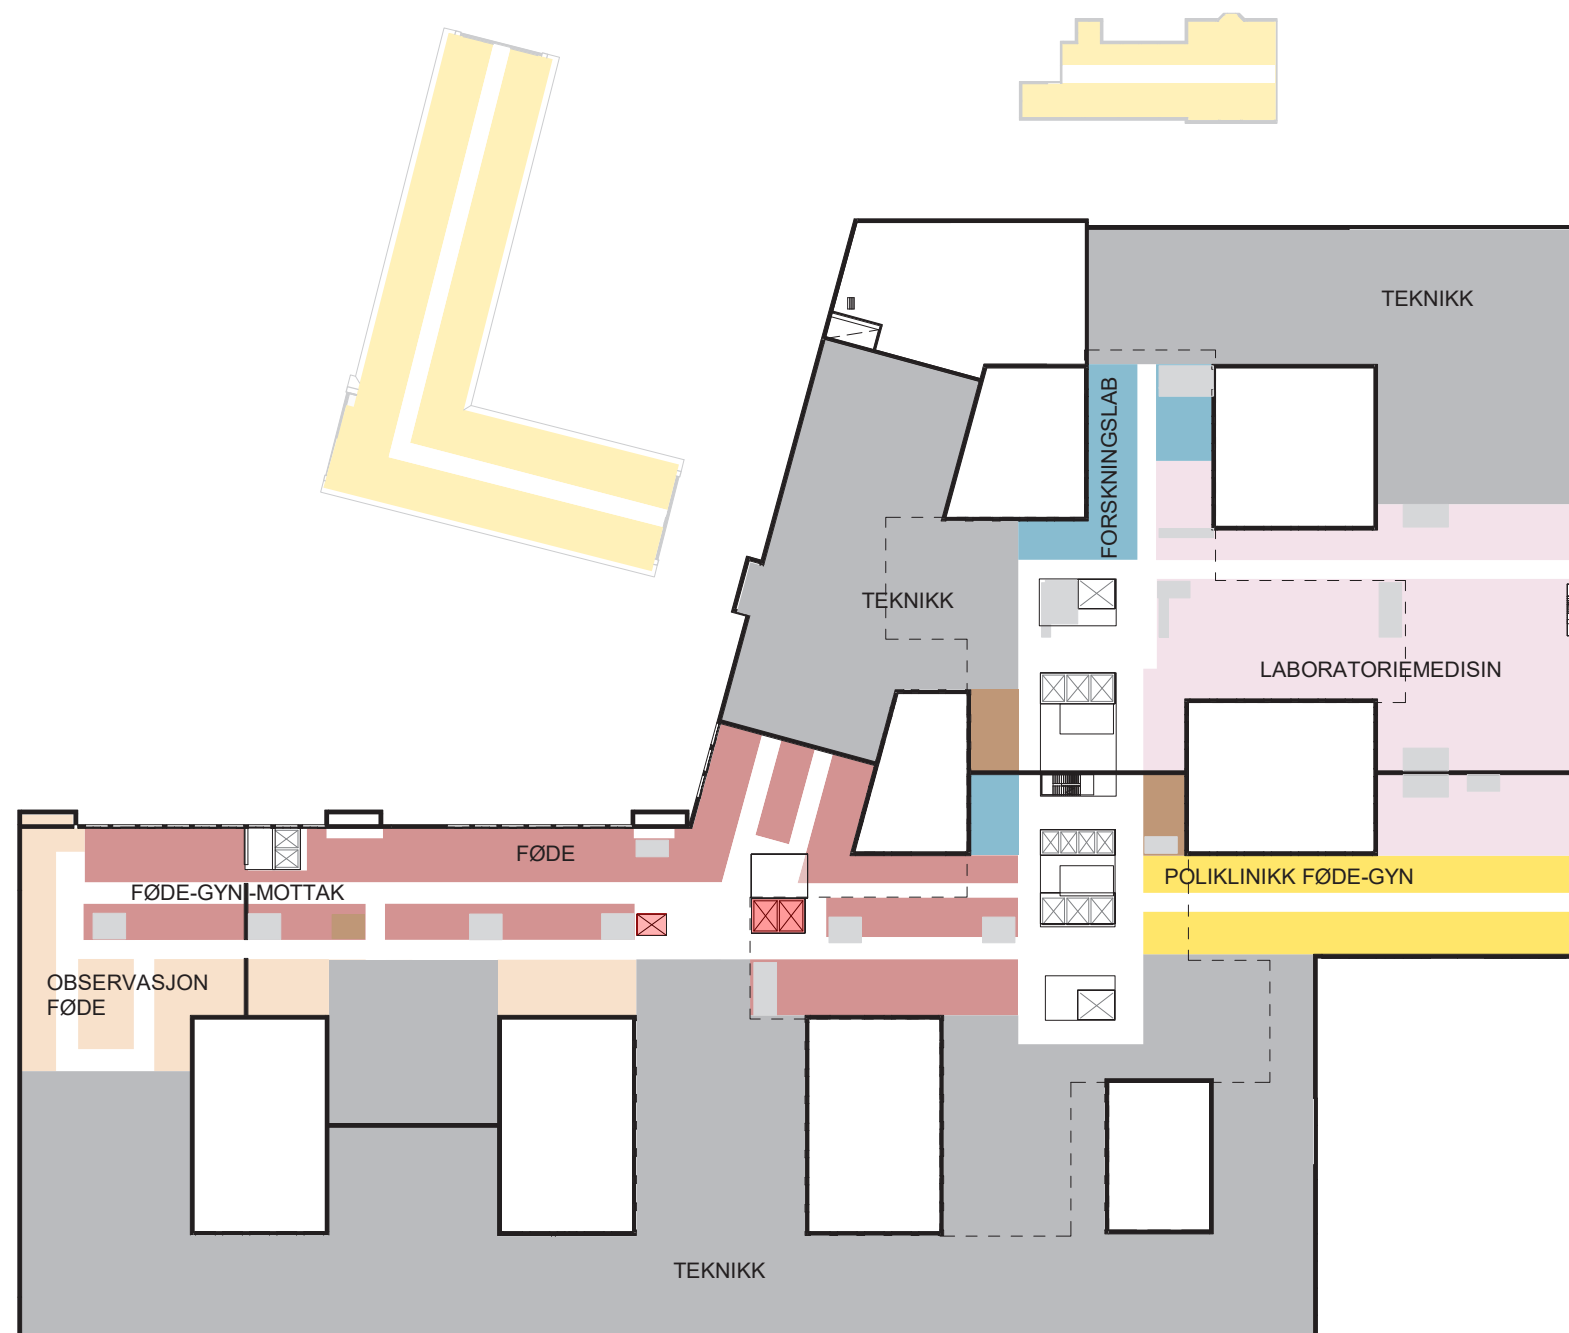 TEKNIKK
FORSKNINGSLAB
TEKNIKK
LABORATORIEMEDISIN
FØDE
POLIKLINIKK FØDE-GYN
FØDE-GYN-MOTTAK
OBSERVASJON
FØDE
TEKNIKK